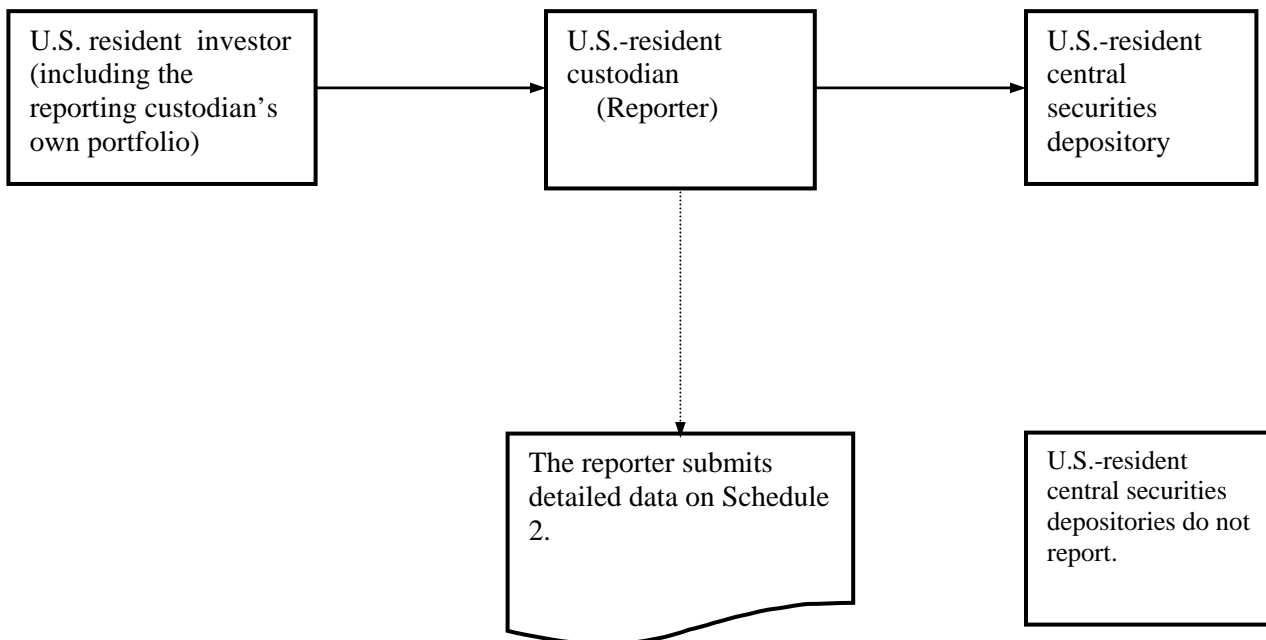 U.S. resident  investor
(including the
reporting custodian's
own portfolio)
U.S.-resident
custodian
(Reporter)
U.S.-resident
central
securities
depository
The reporter submits
detailed data on Schedule
2.
U.S.-resident
central securities
depositories do not
report.